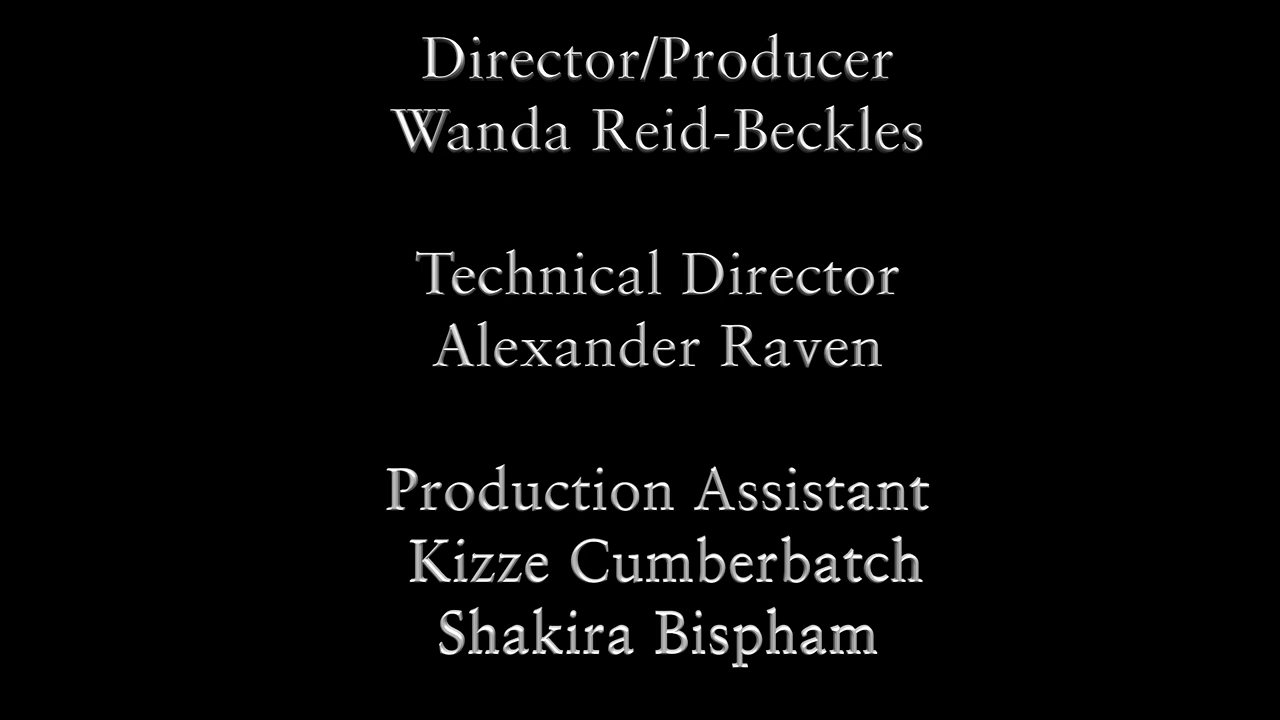 Director/Producer
Wanda Reid-Beckles
Technical Director
Alexander Raven
Production Assistant
Kizze Cumberbatch
Shakira Bispham